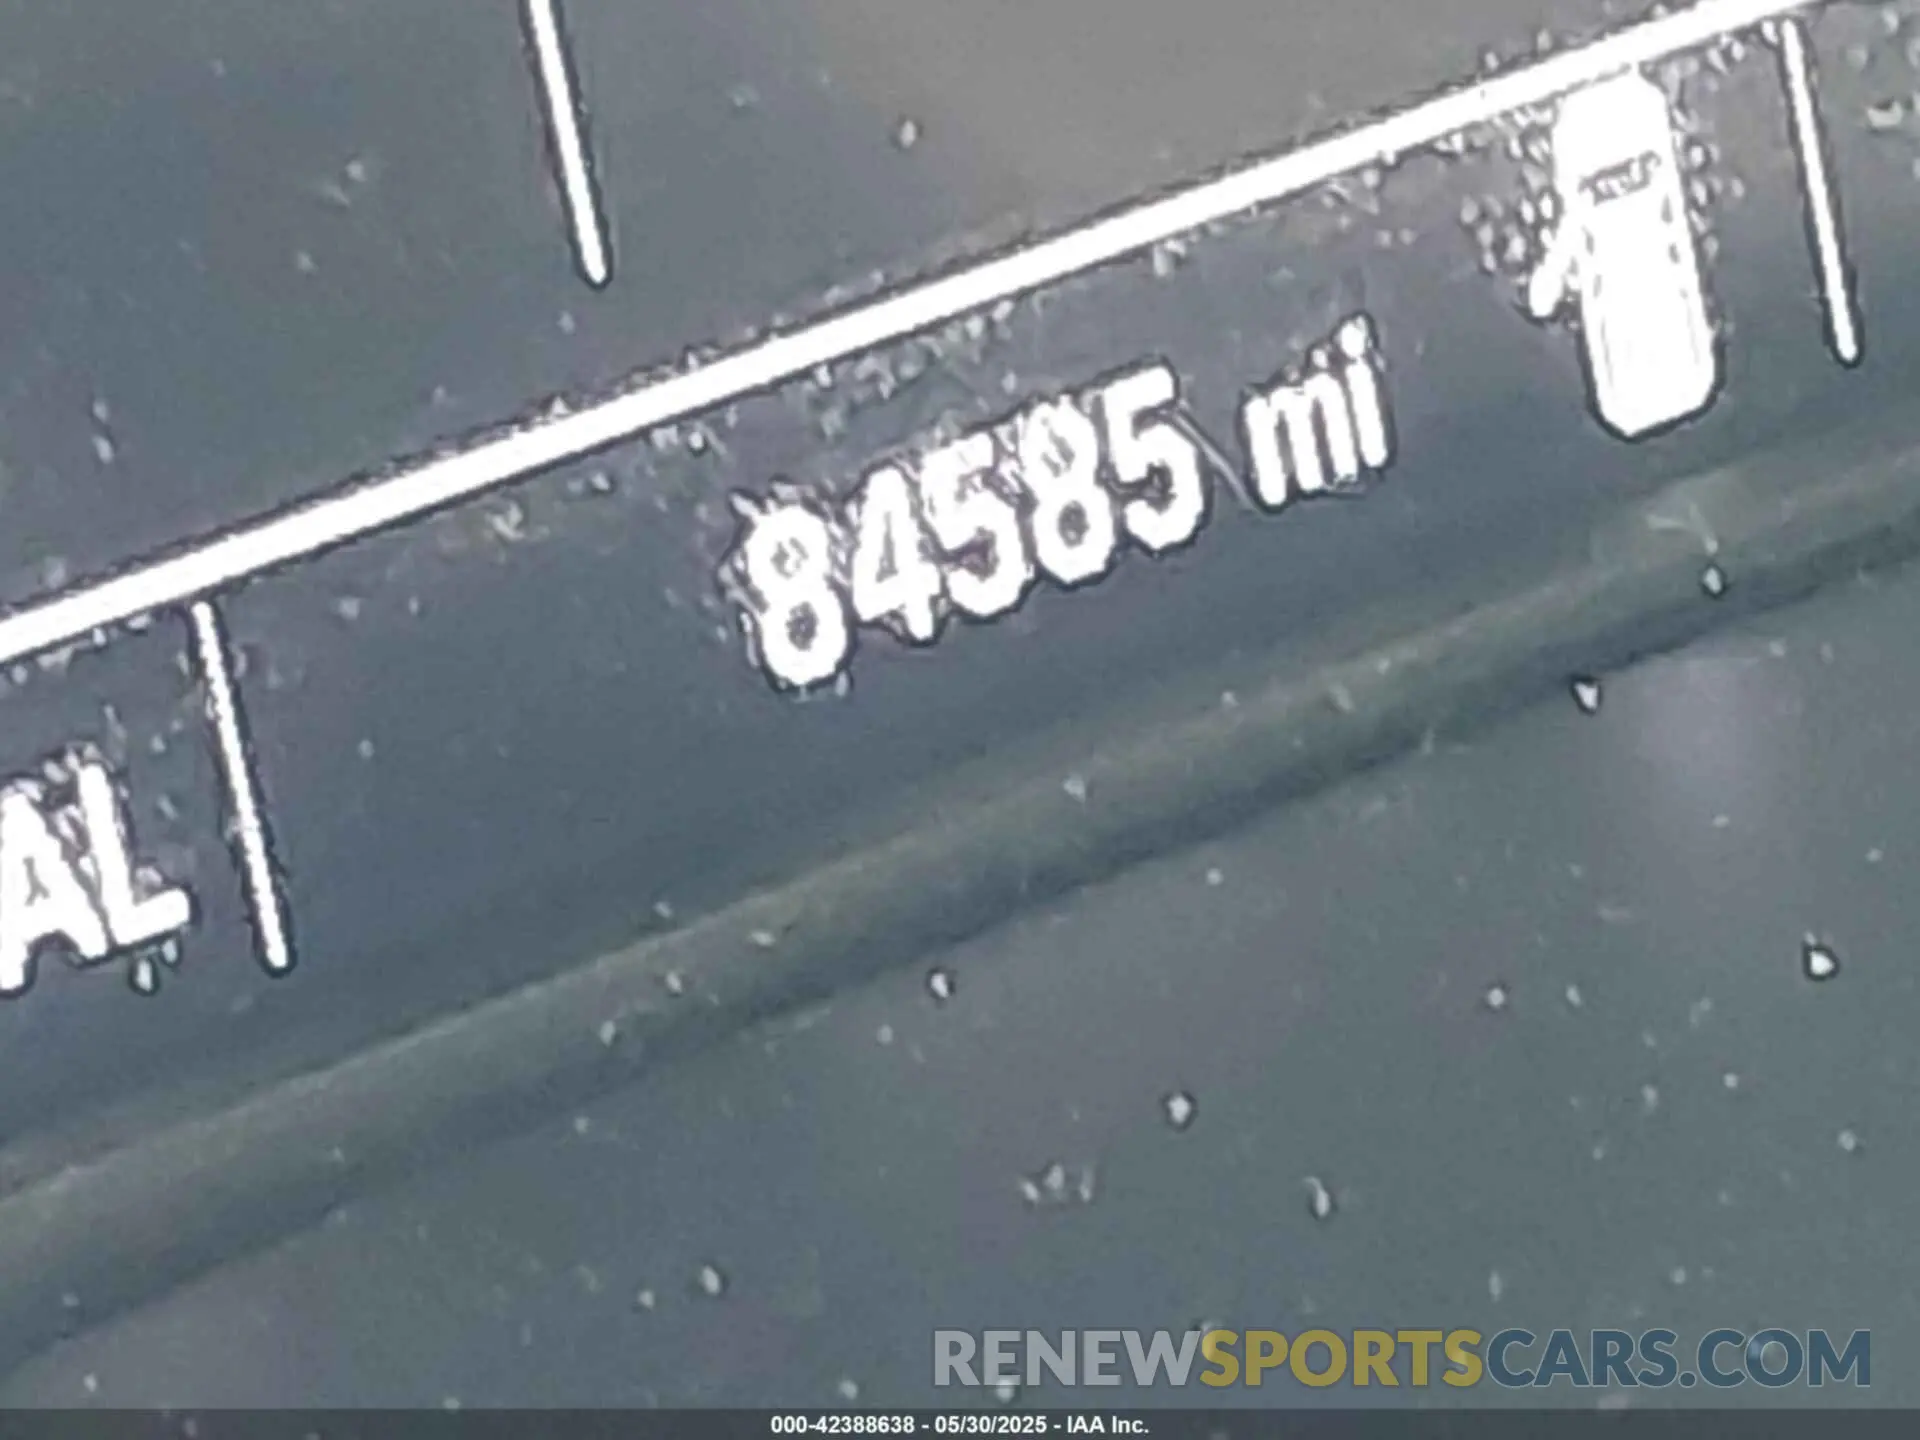 84585 mi
AL
RENEWSPORTSCARS.COM
000-42388638 - 05/30/2025 - IAA Inc.